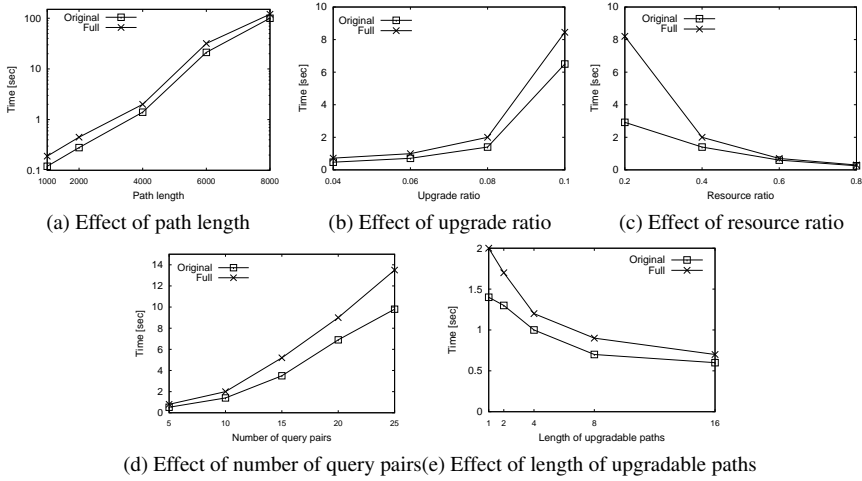 Original
Full
Time [sec]
100
10
1
0.1
1000 2000 4000 6000 8000
Path length
(a) Effect of path length
Original
Full
Time [sec]
10
8
6
4
2
0
0.04 0.06 0.08 0.1
Upgrade ratio
(b) Effect of upgrade ratio
Original
Full
Time [sec]
10
8
6
4
2
0
0.2 0.4 0.6 0.8
Resource ratio
(c) Effect of resource ratio
Original
Full
Time [sec]
14
12
10
8
6
4
2
0
5 10 15 20 25
Number of query pairs
(d) Effect of number of query pairs
Original
Full
Time [sec]
2
1.5
1
0.5
0
1 2 4 8 16
Length of upgradable paths
(e) Effect of length of upgradable paths